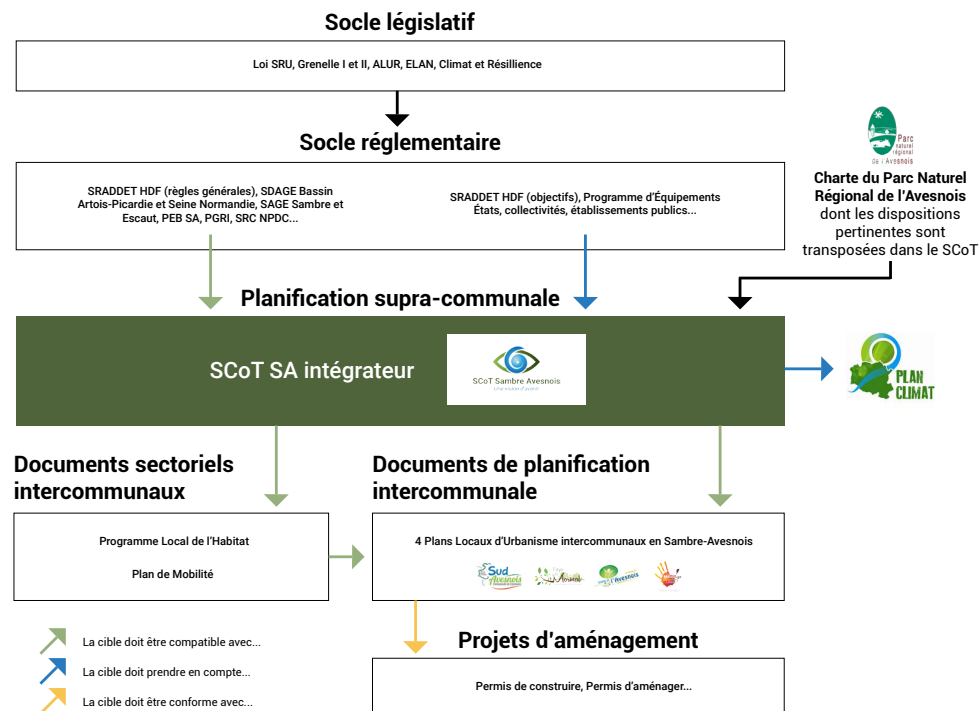 Socle législatif
Loi SRU, Grenelle I et II, ALUR, ELAN, Climat et Résillience
Socle réglementaire
SRADDET HDF (règles générales), SDAGE Bassin
Artois-Picardie et Seine Normandie, SAGE Sambre et
Escaut, PEB SA, PGRI, SRC NPDC...
SRADDET HDF (objectifs), Programme d'Équipements
États, collectivités, établissements publics...
Parc
naturel
régional
de l'Avesnois
Charte du Parc Naturel
Régional de l'Avesnois
dont les dispositions
pertinentes sont
transposées dans le SCoT
Planification supra-communale
SCoT SA intégrateur
SCoT Sambre Avesnois
Une vision d'avenir
PLAN
CLIMAT
Documents sectoriels
intercommunaux
Programme Local de l'Habitat
Plan de Mobilité
Documents de planification
intercommunale
4 Plans Locaux d'Urbanisme intercommunaux en Sambre-Avesnois
Sud
Avesnois
Mormal
l'Avesnois
La cible doit être compatible avec...
La cible doit prendre en compte...
La cible doit être conforme avec...
Projets d'aménagement
Permis de construire, Permis d'aménager...